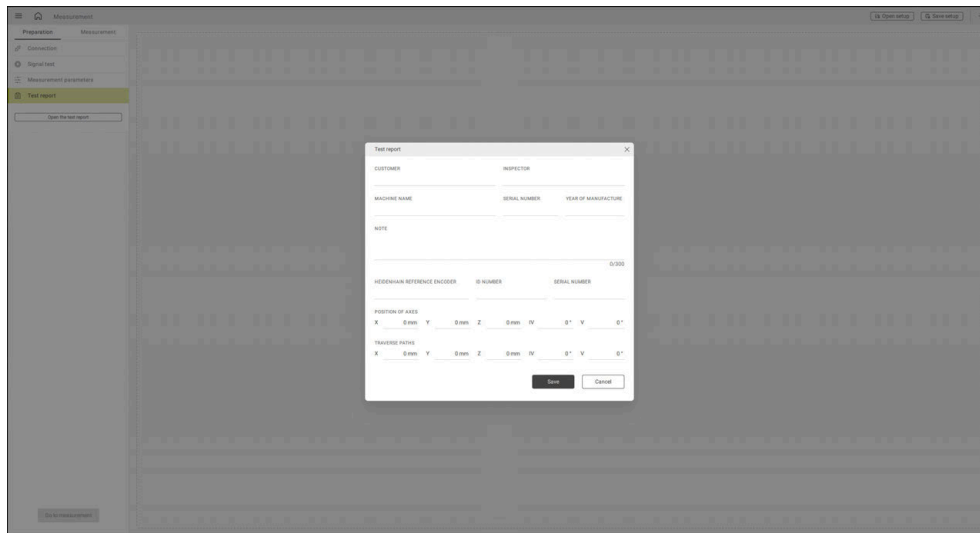 Measurement
Open setup
Save setup
Preparation Measurement
Connection
Signal test
Measurement parameters
Test report
Open the test report
Test report
CUSTOMER INSPECTOR
MACHINE NAME SERIAL NUMBER YEAR OF MANUFACTURE
NOTE
0/300
HEIDENHAIN REFERENCE ENCODER ID NUMBER SERIAL NUMBER
POSITION OF AXES
X 0 mm Y 0 mm Z 0 mm IV 0 ° V 0 °
TRAVERSE PATHS
X 0 mm Y 0 mm Z 0 mm IV 0 ° V 0 °
Save Cancel
Go to measurement